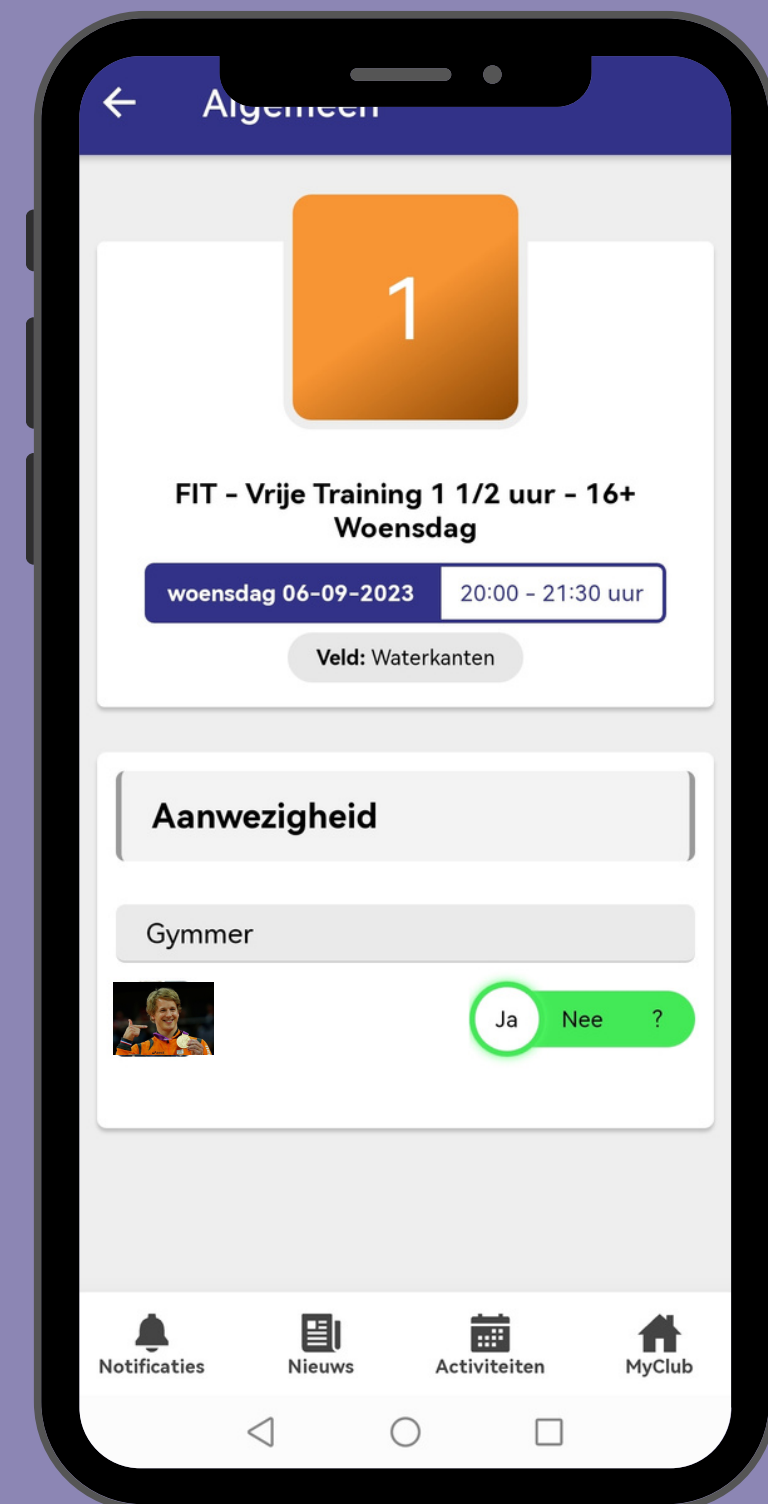 Algemeen
1
FIT - Vrije Training 1 1/2 uur - 16+
Woensdag
woensdag 06-09-2023 20:00 - 21:30 uur
Veld: Waterkanten
Aanwezigheid
Gymmer
Ja Nee ?
Notificaties Nieuws Activiteiten MyClub